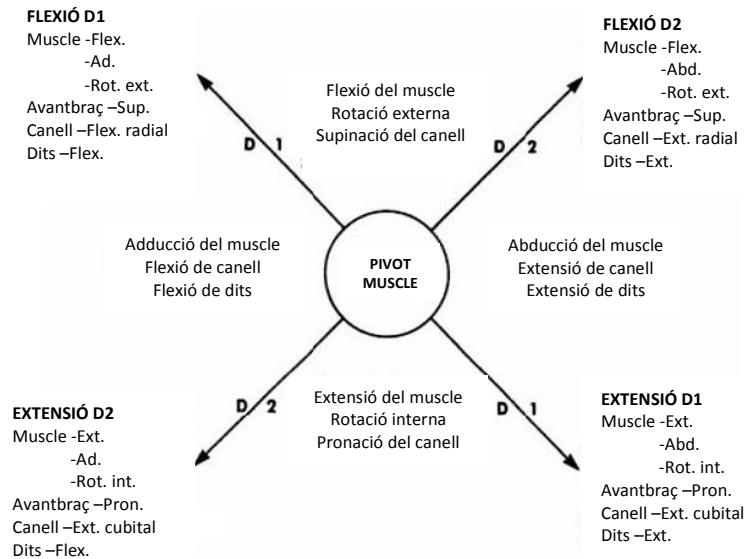 FLEXIÓ D1
Muscle -Flex.
-Ad.
-Rot. ext.
Avantbraç –Sup.
Canell –Flex. radial
Dits –Flex.
FLEXIÓ D2
Muscle -Flex.
-Abd.
-Rot. ext.
Avantbraç –Sup.
Canell –Ext. radial
Dits –Ext.
Flexió del muscle
Rotació externa
Supinació del canell
D 1
D 2
Adducció del muscle
Flexió de canell
Flexió de dits
PIVOT
MUSCLE
Abducció del muscle
Extensió de canell
Extensió de dits
D 2
D 1
Extensió del muscle
Rotació interna
Pronació del canell
EXTENSIÓ D2
Muscle -Ext.
-Ad.
-Rot. int.
Avantbraç –Pron.
Canell –Ext. cubital
Dits –Flex.
EXTENSIÓ D1
Muscle -Ext.
-Abd.
-Rot. int.
Avantbraç –Pron.
Canell –Ext. cubital
Dits –Ext.